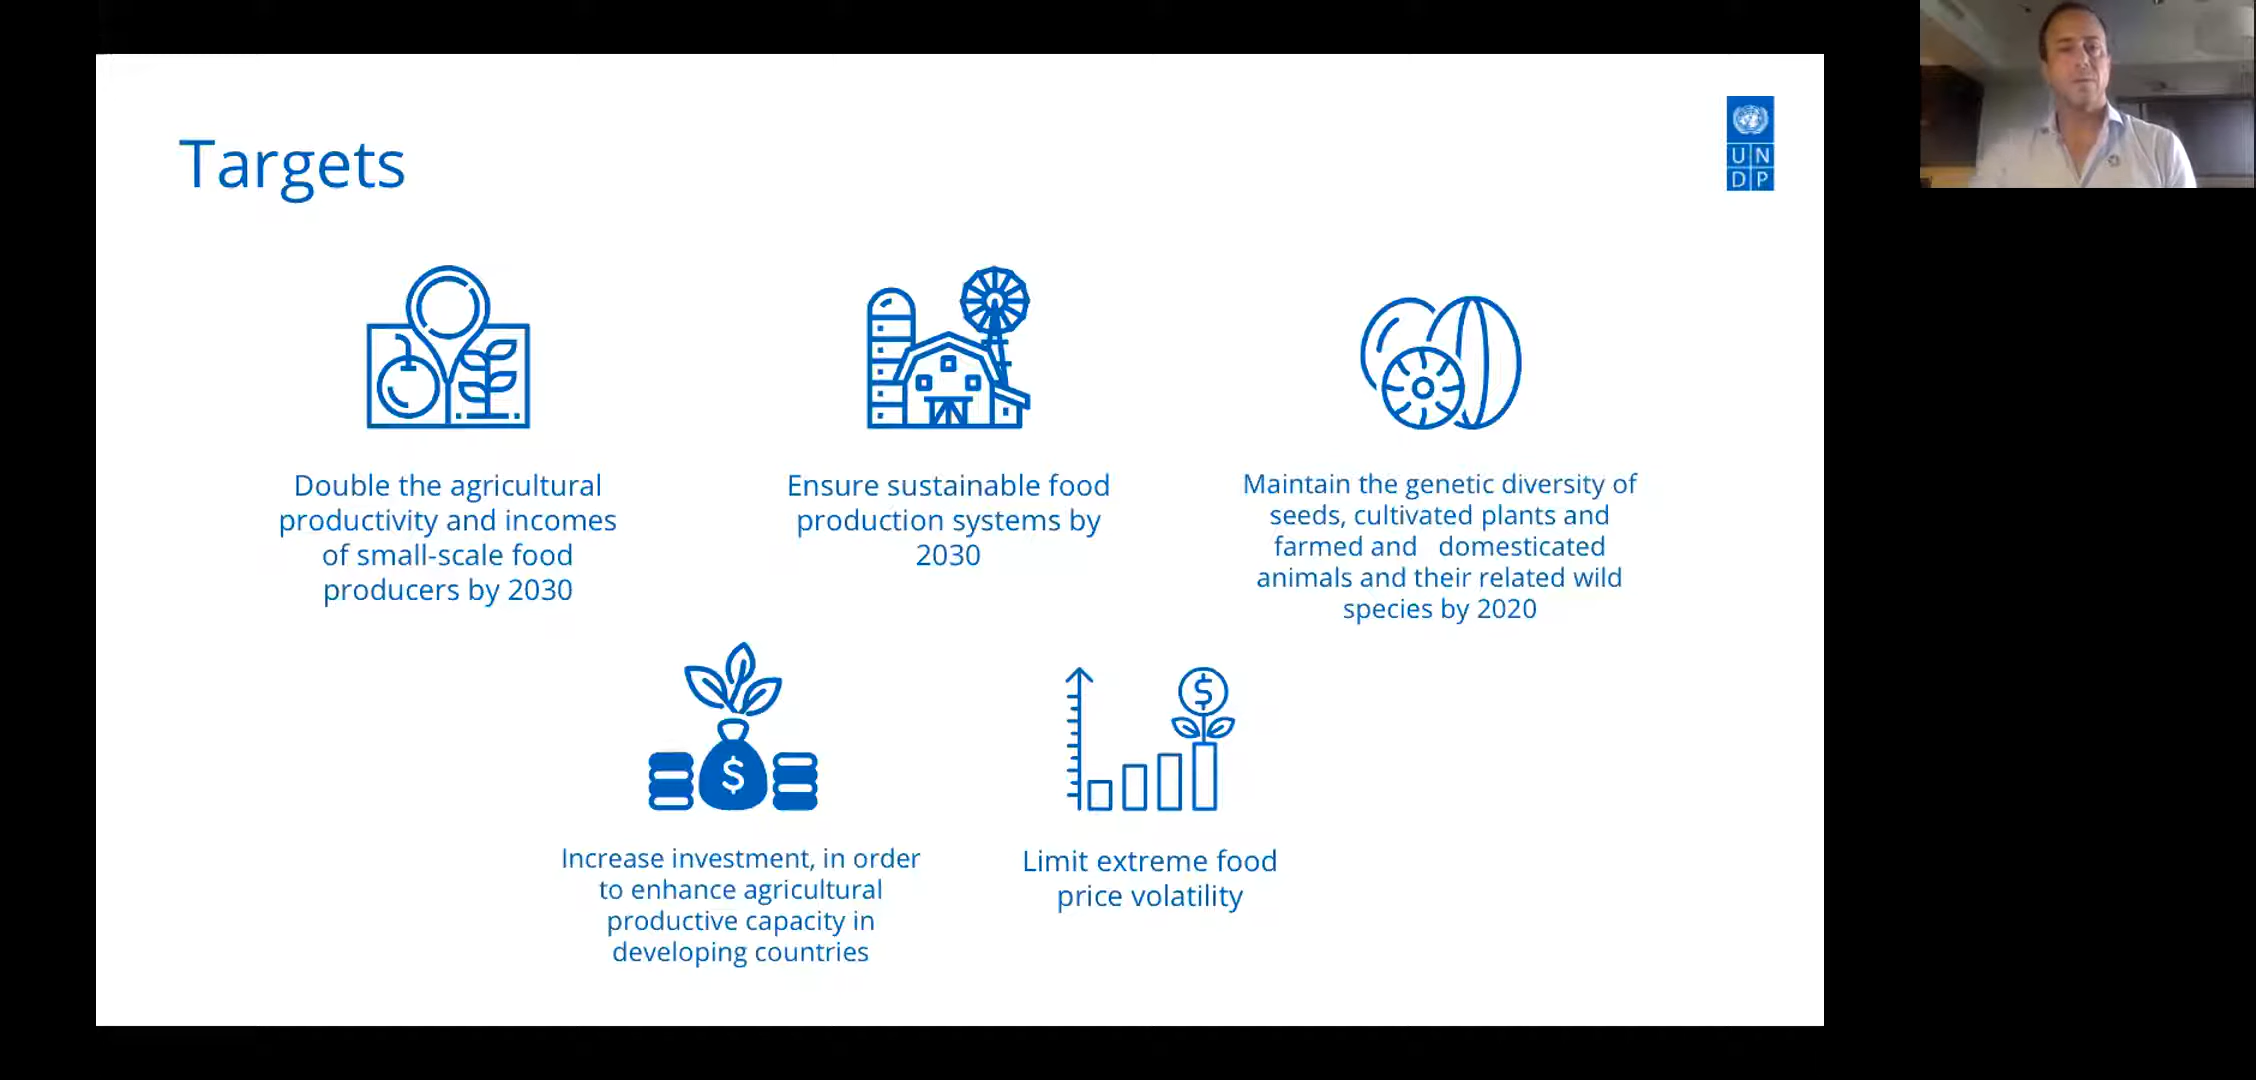 Targets
U N
D P
Double the agricultural
productivity and incomes
of small-scale food
producers by 2030
Ensure sustainable food
production systems by
2030
Maintain the genetic diversity of
seeds, cultivated plants and
farmed and domesticated
animals and their related wild
species by 2020
$
$
Increase investment, in order
to enhance agricultural
productive capacity in
developing countries
Limit extreme food
price volatility